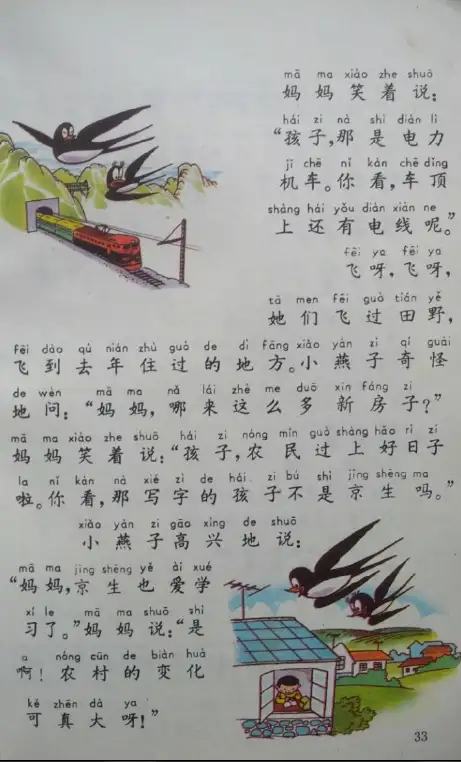 mā ma xiào zhe shuō
妈妈笑着说:
hái zi nà shì diàn lì
“孩子,那是电力
jī chē nǐ kàn chē dǐng
机车。你看,车顶
shàng hái yǒu diàn xiàn ne
上还有电线呢。”
fēi ya fēi ya
飞呀,飞呀,
tā men fēi guò tián yě
她们飞过田野,
fēi dào qù nián zhù guò de dì fāng xiǎo yàn zi qí guài
飞到去年住过的地方。小燕子奇怪
de wèn mā ma nǎ lái zhè me duō xīn fáng zi
地问:“妈妈,哪来这么多新房子?”
mā ma xiào zhe shuō hái zi nóng mín guò shàng hǎo rì zi
妈妈笑着说:“孩子,农民过上好日子
la nǐ kàn nà xiě zì de hái zi bú shì jīng shēng ma
啦。你看,那写字的孩子不是京生吗。”
xiǎo yàn zi gāo xìng de shuō
小燕子高兴地说:
mā ma jīng shēng yě ài xué
“妈妈,京生也爱学
xí le mā ma shuō shì
习了。”妈妈说:“是
a nóng cūn de biàn huà
啊!农村的变化
kě zhēn dà ya
可真大呀!”
33